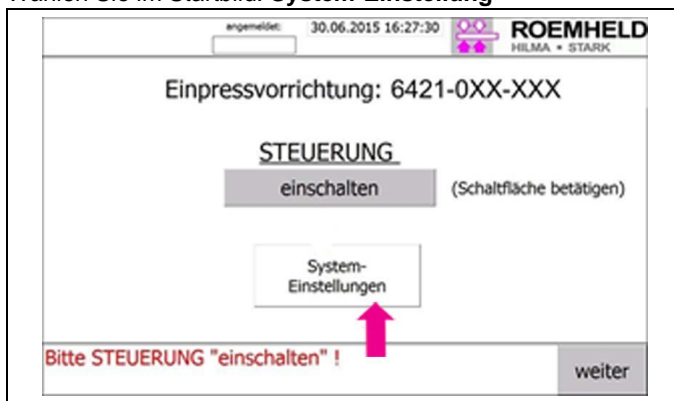 Wählen Sie im Startbild System-Einstellung
angemeldet: 30.06.2015 16:27:30 ROEMHELD
HILMA • STARK
Einpressvorrichtung: 6421-0XX-XXX
STEUERUNG
einschalten (Schaltfläche betätigen)
System-
Einstellungen
Bitte STEUERUNG "einschalten" !
weiter